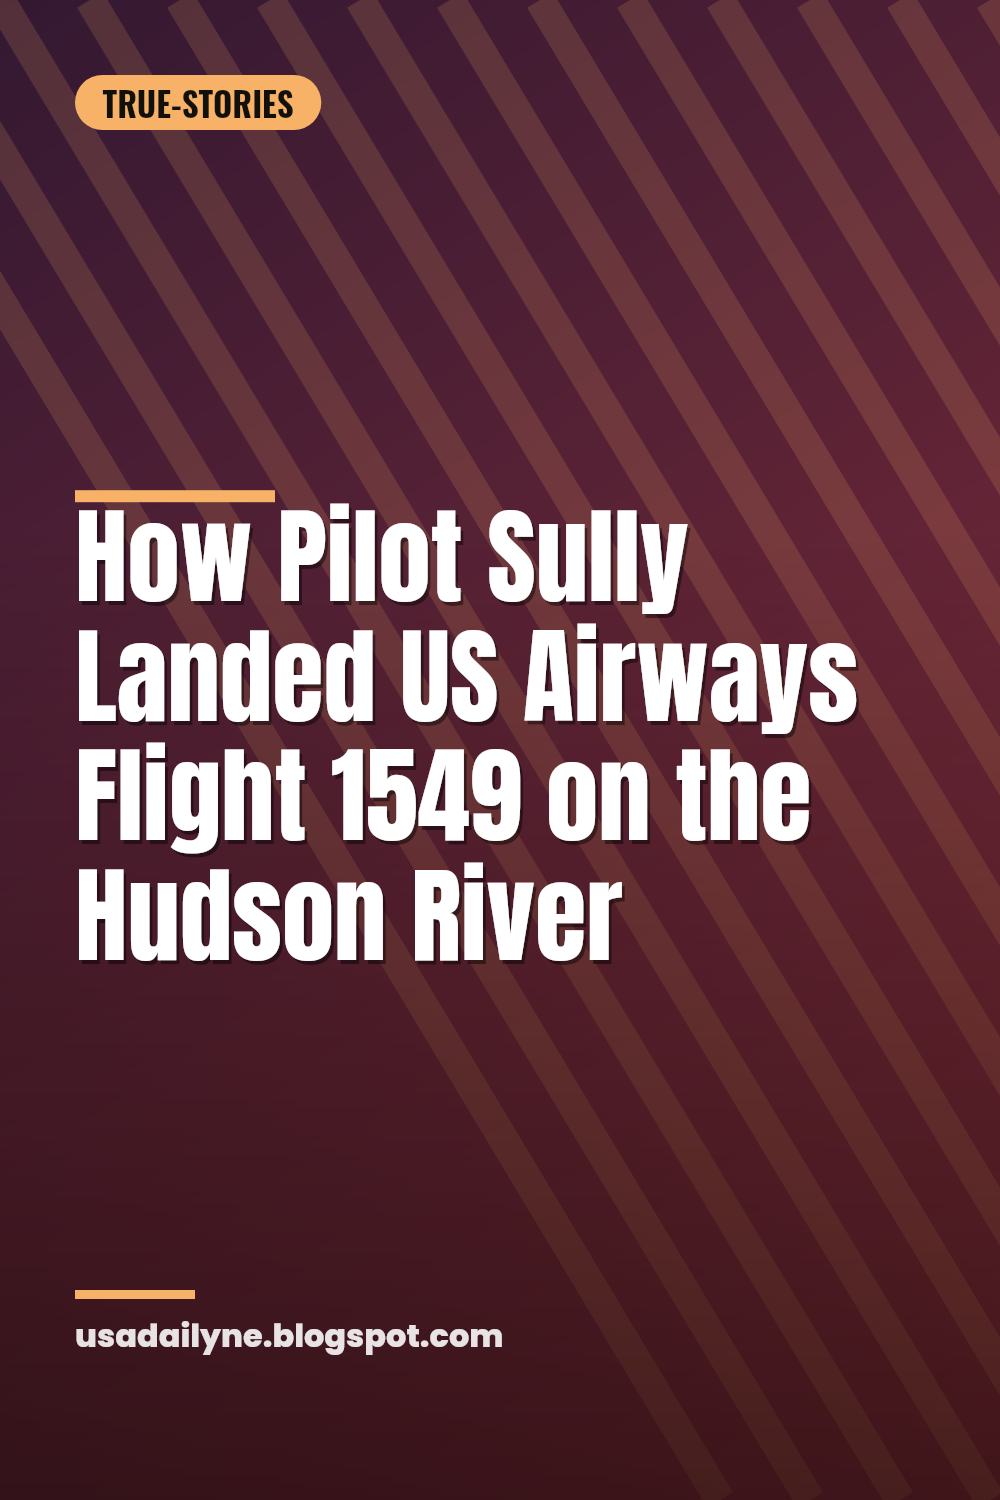 TRUE-STORIES
How Pilot Sully
Landed US Airways
Flight 1549 on the
Hudson River
usadailyne.blogspot.com